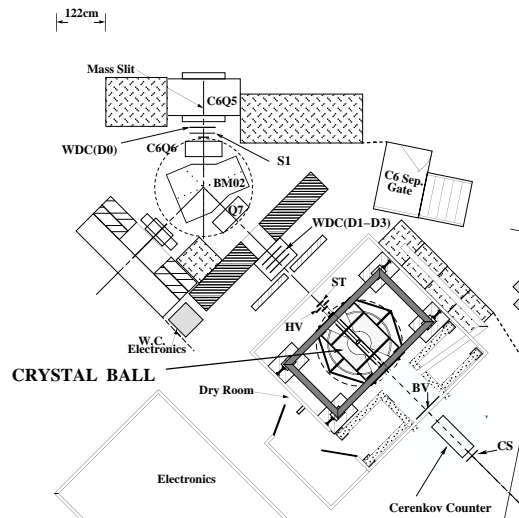 122cm
Mass Slit
C6Q5
WDC(D0)
C6Q6
S1
BM02
C6 Sep.
Gate
Q7
WDC(D1–D3)
ST
HV
W.C.
Electronics
CRYSTAL BALL
Dry Room
BV
CS
Electronics
Cerenkov Counter